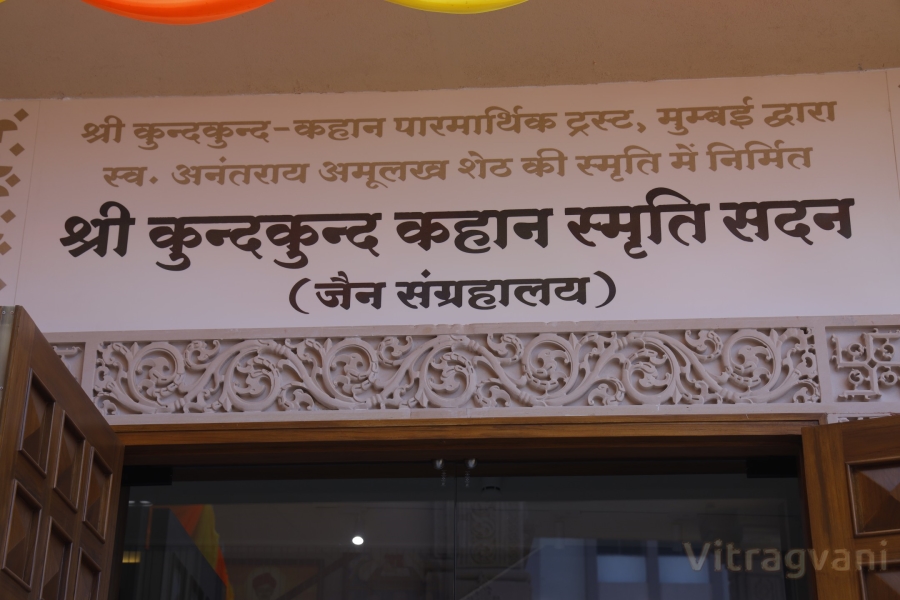 श्री कुन्दकुन्द-कहान पारमार्थिक ट्रस्ट, मुम्बई द्वारा
स्व. अनंतराय अमूलख शेठ की स्मृति में निर्मित
श्री कुन्दकुन्द कहान स्मृति सदन
(जैन संग्रहालय)
Vitragvani